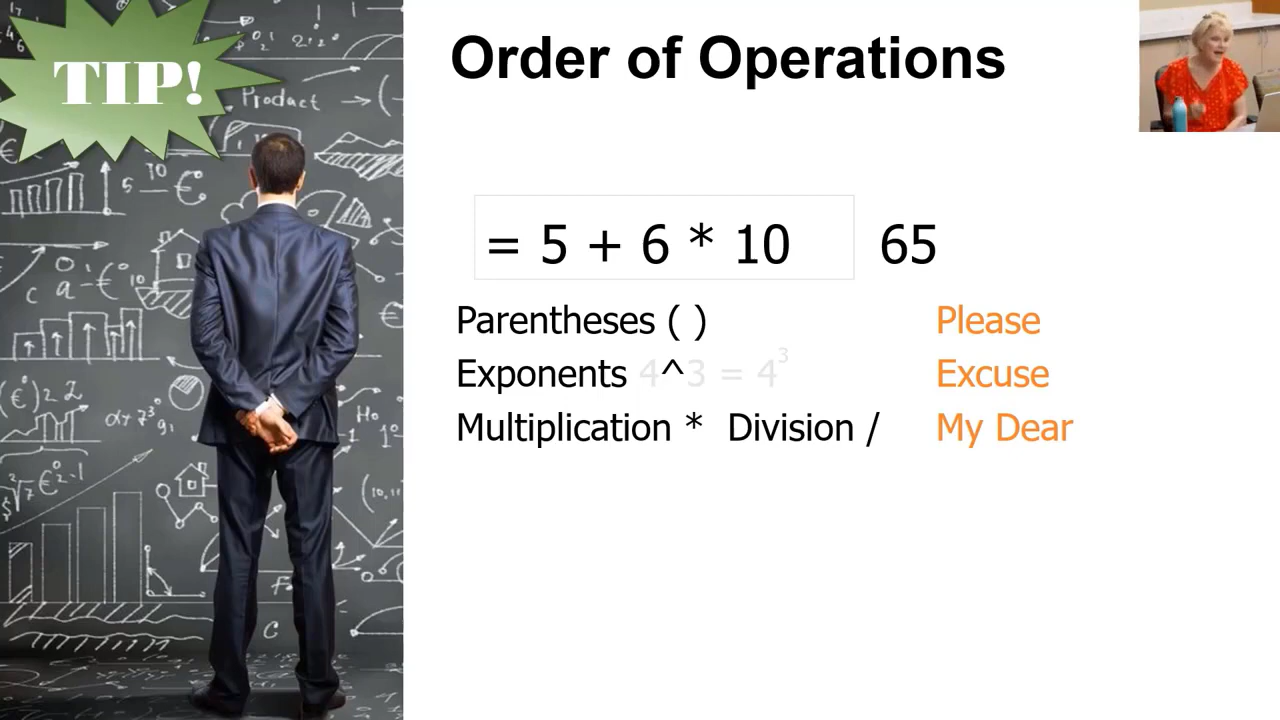 TIP!
Order of Operations
= 5 + 6 * 10 65
Parentheses ( ) Please
Exponents 4^3 = 4³ Excuse
Multiplication * Division / My Dear
Product